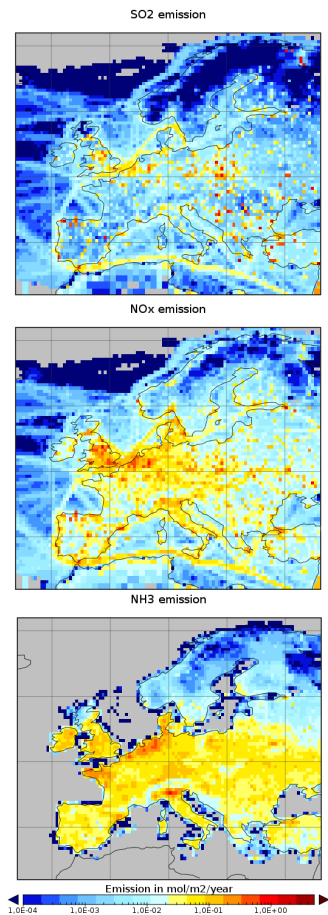 SO2 emission
NOx emission
NH3 emission
Emission in mol/m2/year
1,0E-04 1,0E-03 1,0E-02 1,0E-01 1,0E+00